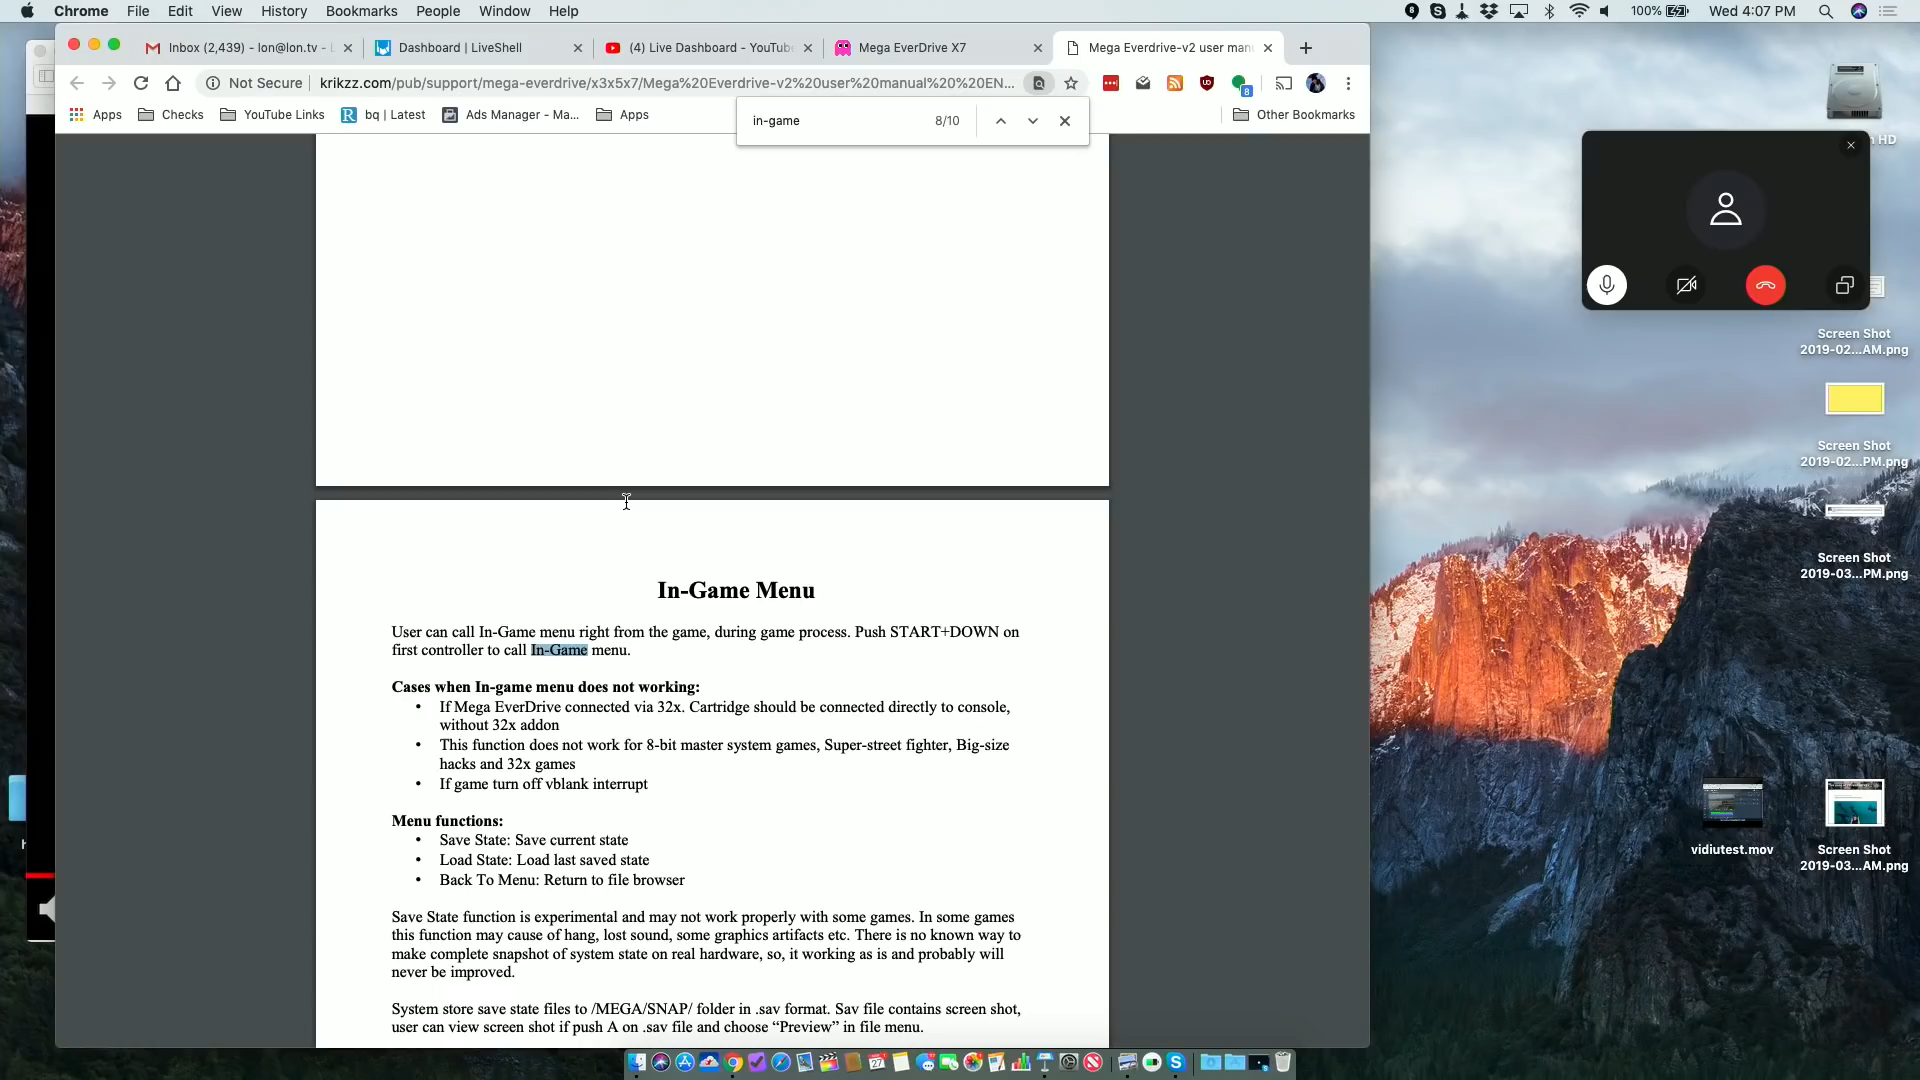 Chrome File Edit View History Bookmarks People Window Help
100% Wed 4:07 PM
Inbox (2,439) - lon@lon.tv -
Dashboard | LiveShell
(4) Live Dashboard - YouTube
Mega EverDrive X7
Mega Everdrive-v2 user man
Not Secure | krikzz.com/pub/support/mega-everdrive/x3x5x7/Mega%20Everdrive-v2%20user%20manual%20%20EN...
8
Apps Checks YouTube Links bq | Latest Ads Manager - Ma... Apps Other Bookmarks
in-game 8/10
In-Game Menu
User can call In-Game menu right from the game, during game process. Push START+DOWN on
first controller to call In-Game menu.
Cases when In-game menu does not working:
• If Mega EverDrive connected via 32x. Cartridge should be connected directly to console,
without 32x addon
• This function does not work for 8-bit master system games, Super-street fighter, Big-size
hacks and 32x games
• If game turn off vblank interrupt
Menu functions:
• Save State: Save current state
• Load State: Load last saved state
• Back To Menu: Return to file browser
Save State function is experimental and may not work properly with some games. In some games
this function may cause of hang, lost sound, some graphics artifacts etc. There is no known way to
make complete snapshot of system state on real hardware, so, it working as is and probably will
never be improved.
System store save state files to /MEGA/SNAP/ folder in .sav format. Sav file contains screen shot,
user can view screen shot if push A on .sav file and choose “Preview” in file menu.
HD
Screen Shot
2019-02...AM.png
Screen Shot
2019-02...PM.png
Screen Shot
2019-03...PM.png
vidiutest.mov
Screen Shot
2019-03...AM.png